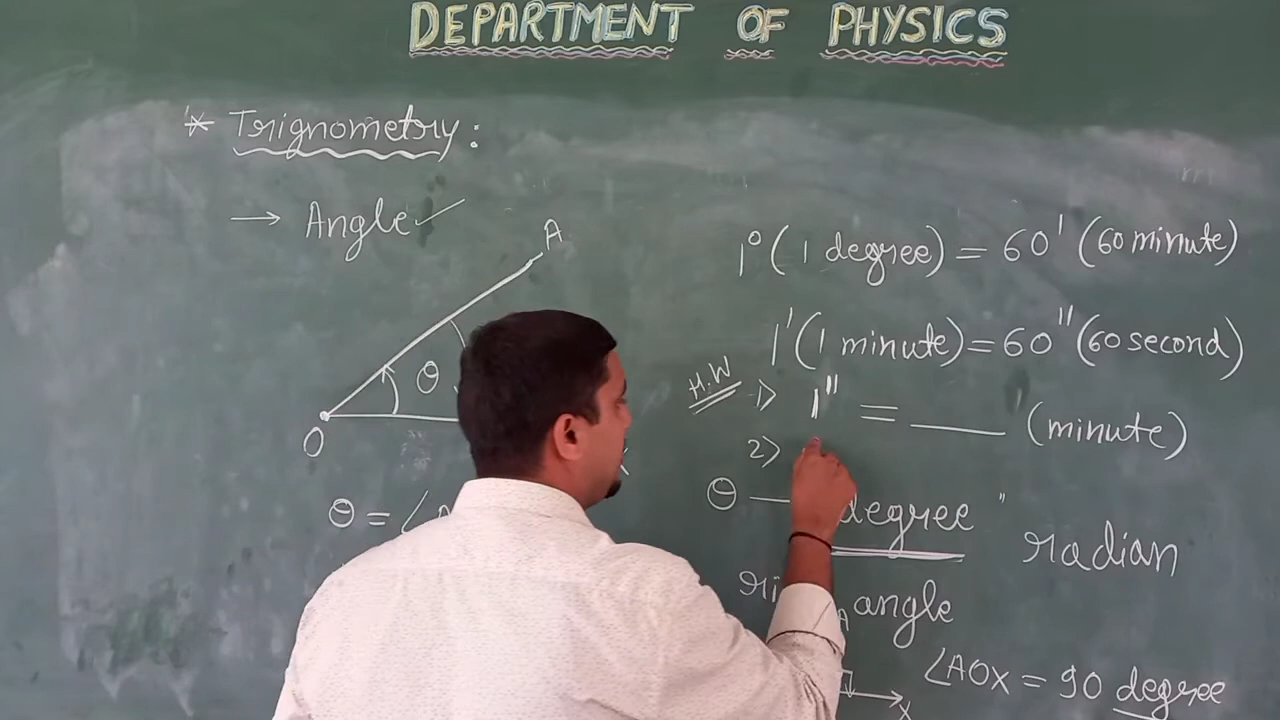 DEPARTMENT OF PHYSICS
* Trignometry:
→ Angle ✓
A
θ
O
θ = ∠
1° (1 degree) = 60' (60 minute)
1' (1 minute) = 60" (60 second)
H.W 1> 1" = ____ (minute)
2>
θ — degree "
radian
angle
A
∠AOX = 90 degree
X